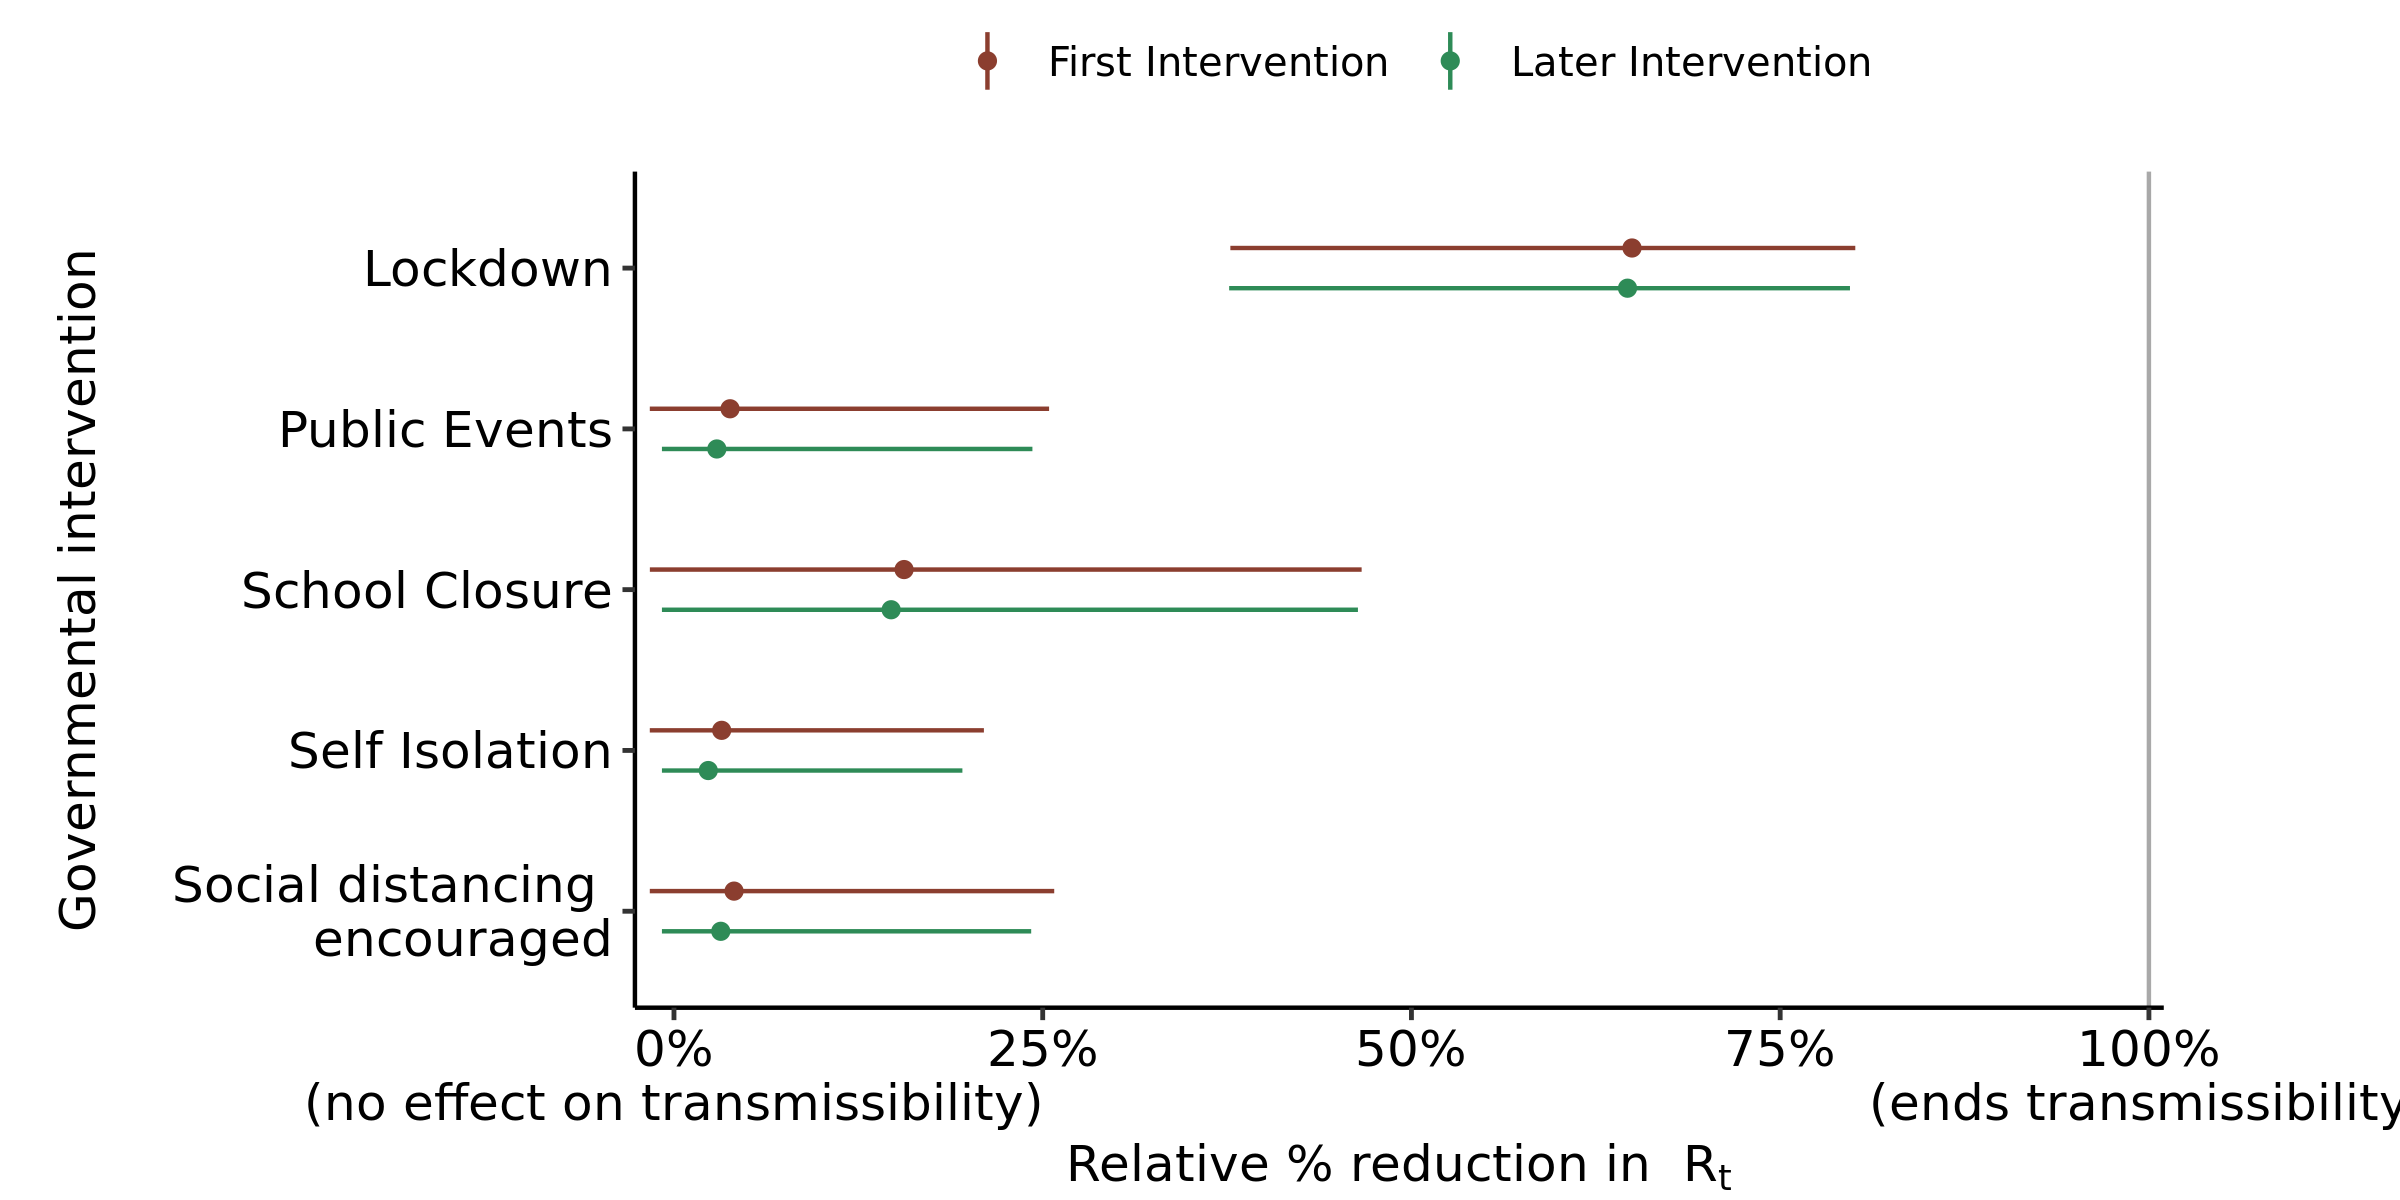 First Intervention
Later Intervention
Governmental intervention
Lockdown
Public Events
School Closure
Self Isolation
Social distancing
encouraged
0%
25%
50%
75%
100%
(no effect on transmissibility)
(ends transmissibility
Relative % reduction in Rt